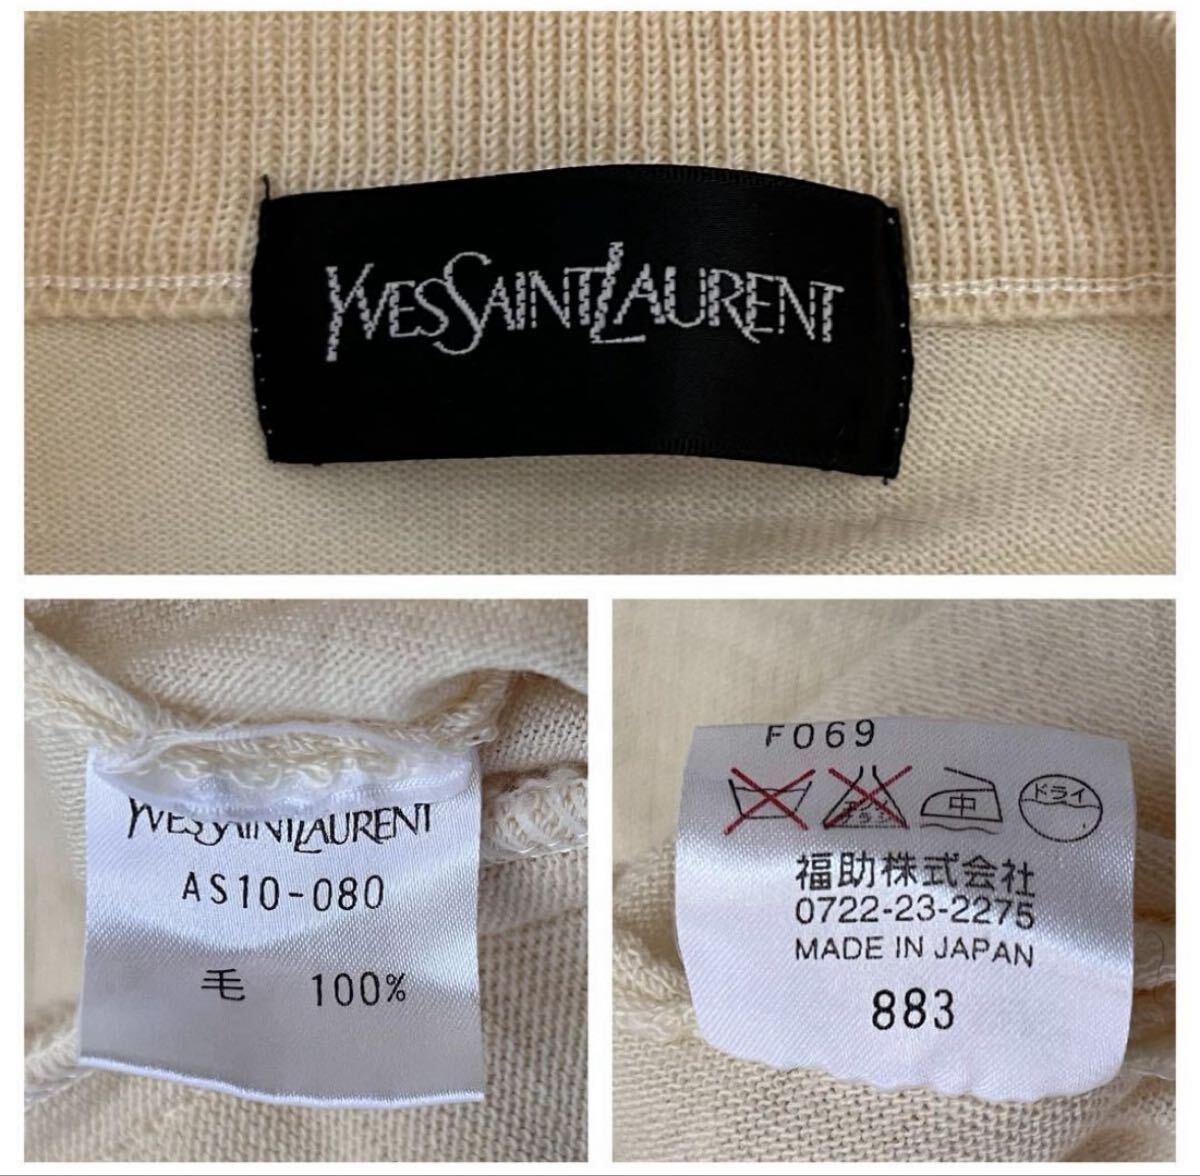 YVESSAINTLAURENT
YVESSAINTLAURENT
AS10-080
毛 100%
F069
中 ドライ
福助株式会社
0722-23-2275
MADE IN JAPAN
883